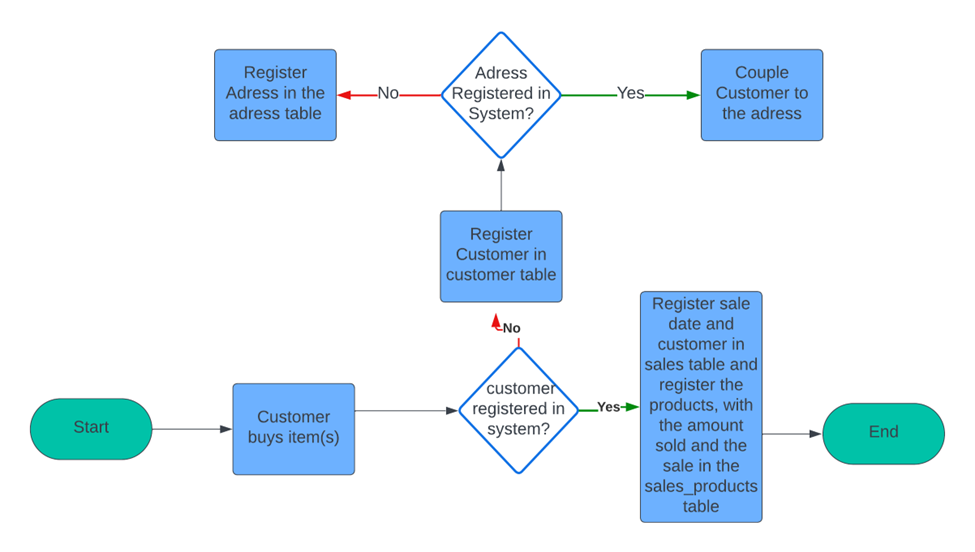 Register
Adress in the
adress table
No
Adress
Registered in
System?
Yes
Couple
Customer to
the adress
Register
Customer in
customer table
No
Start
Customer
buys item(s)
customer
registered in
system?
Yes
Register sale
date and
customer in
sales table and
register the
products, with
the amount
sold and the
sale in the
sales_products
table
End